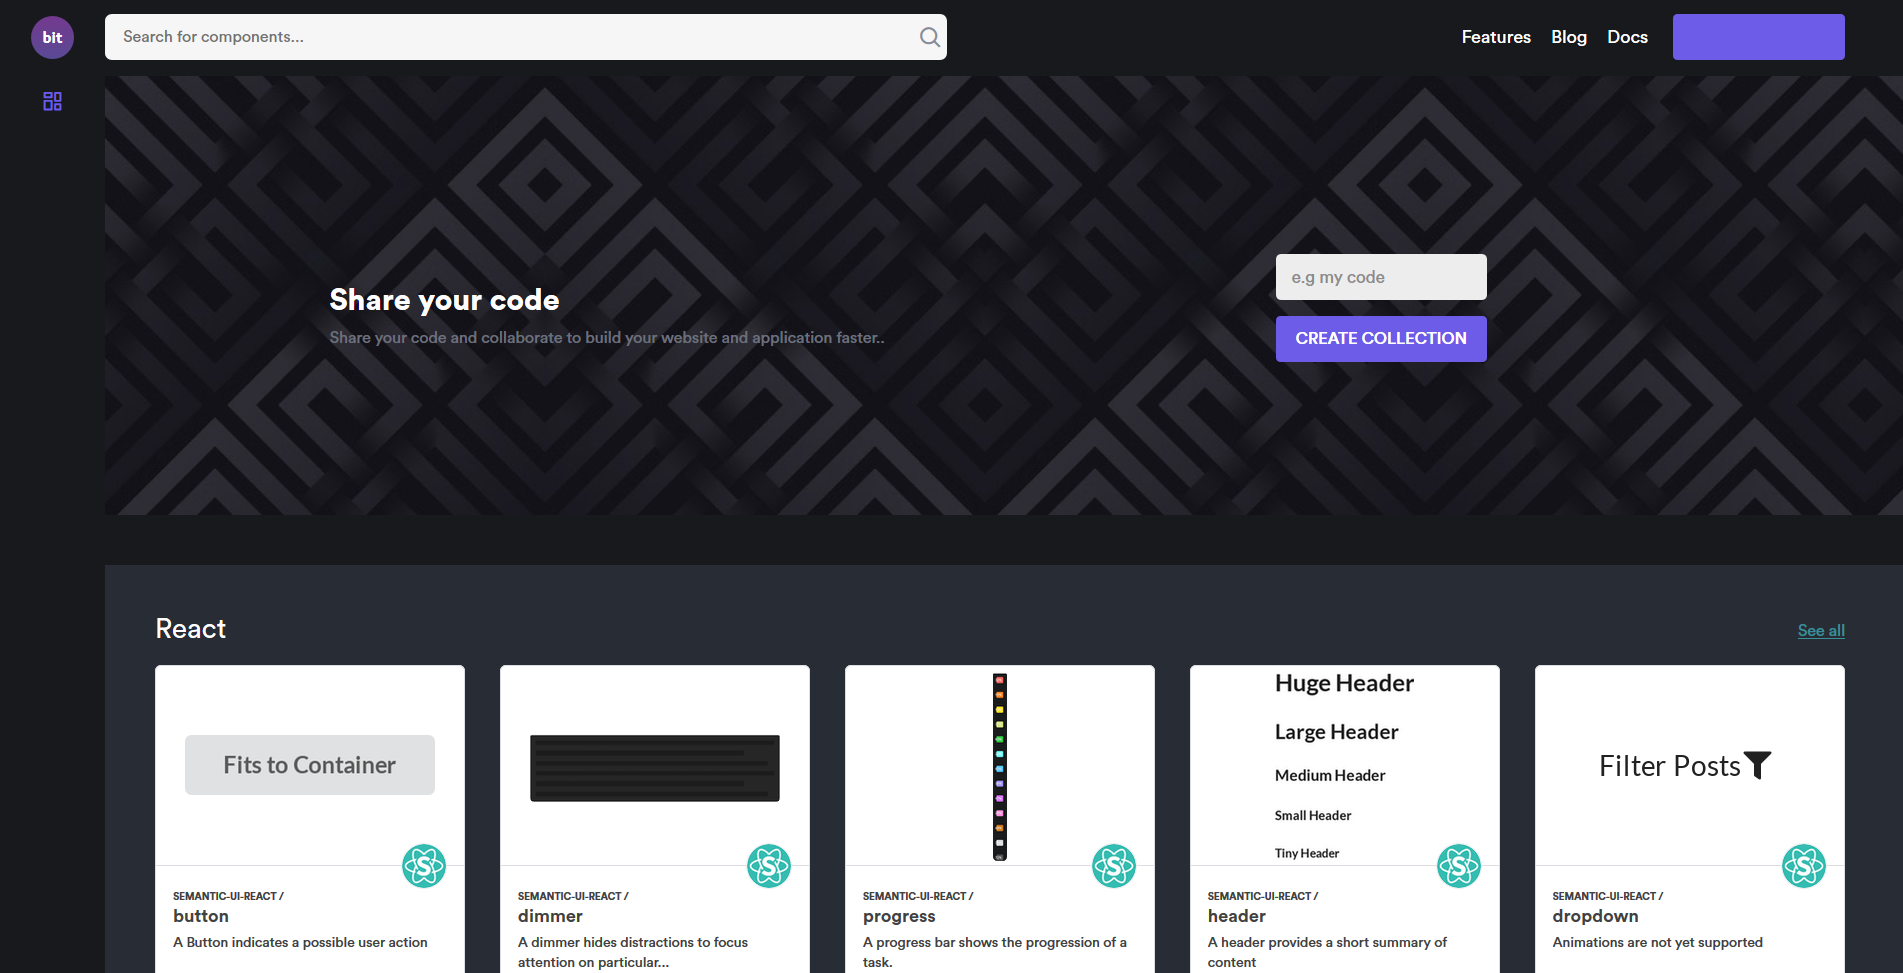 bit
Search for components...
Features
Blog
Docs
Share your code
Share your code and collaborate to build your website and application faster..
e.g my code
CREATE COLLECTION
React
See all
Fits to Container
SEMANTIC-UI-REACT /
button
A Button indicates a possible user action
SEMANTIC-UI-REACT /
dimmer
A dimmer hides distractions to focus
attention on particular...
SEMANTIC-UI-REACT /
progress
A progress bar shows the progression of a
task.
Huge Header
Large Header
Medium Header
Small Header
Tiny Header
SEMANTIC-UI-REACT /
header
A header provides a short summary of
content
Filter Posts
SEMANTIC-UI-REACT /
dropdown
Animations are not yet supported